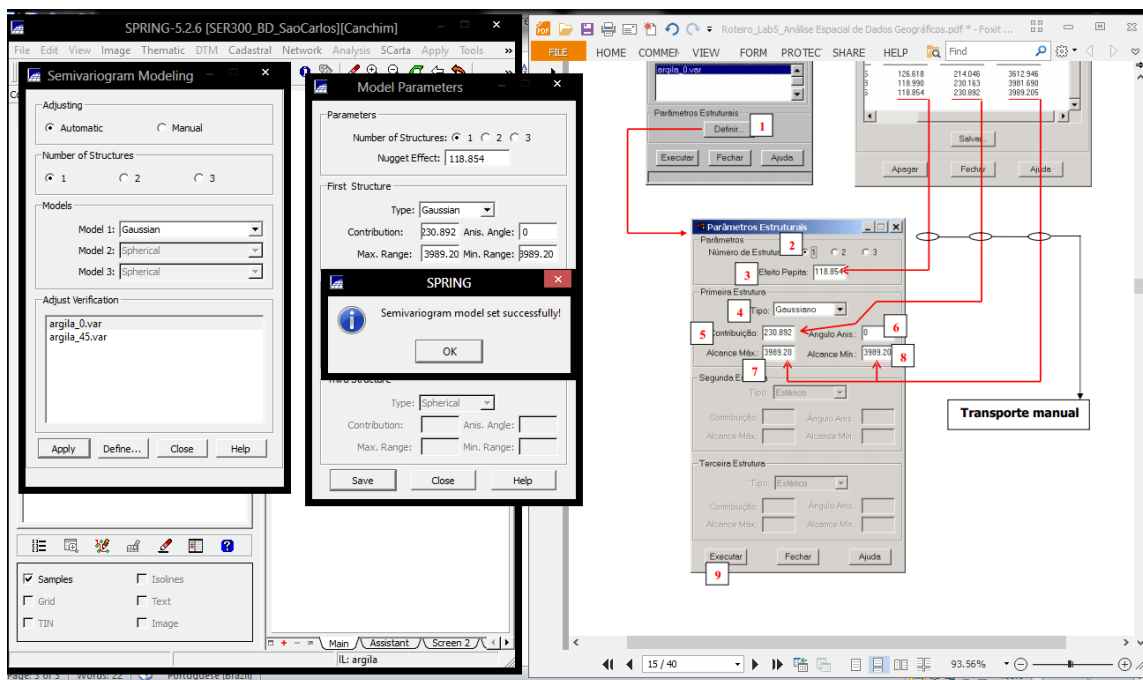 SPRING-5.2.6 [SER300_BD_SaoCarlos][Canchim]
File Edit View Image Thematic DTM Cadastral Network Analysis SCarta Apply Tools »
Semivariogram Modeling
Adjusting
Automatic
Manual
Number of Structures
1
2
3
Models
Model 1: Gaussian
Model 2: Spherical
Model 3: Spherical
Adjust Verification
argila_0.var
argila_45.var
Apply
Define...
Close
Help
Samples
Isolines
Grid
Text
TIN
Image
Main
Assistant
Screen 2
IL: argila
Model Parameters
Parameters
Number of Structures: 1 2 3
Nugget Effect: 118.854
First Structure
Type: Gaussian
Contribution: 230.892 Anis. Angle: 0
Max. Range: 3989.20 Min. Range: 3989.20
SPRING
Semivariogram model set successfully!
OK
Third Structure
Type: Spherical
Contribution: Anis. Angle:
Max. Range: Min. Range:
Save
Close
Help
Roteiro_Lab5_Análise Espacial de Dados Geográficos.pdf * - Foxit ...
FILE HOME COMMEN VIEW FORM PROTEC SHARE HELP Find
argila_0.var
Parâmetros Estruturais
Definir...
1
Executar
Fechar
Ajuda
126.618 214.046 3612.946
118.990 230.163 3981.690
118.854 230.892 3989.205
Salvar...
Apagar
Fechar
Ajuda
Parâmetros Estruturais
Parâmetros
Número de Estrutu 2 1 2 3
3 Efeito Pepita: 118.854
Primeira Estrutura
4 Tipo: Gaussiano
5 Contribuição: 230.892 Ângulo Anis.: 0 6
Alcance Máx.: 3989.20 Alcance Mín.: 3989.20 8
7
Segunda E
Tipo: Esférico
Contribuição: Ângulo Anis.:
Alcance Máx.: Alcance Mín.:
Terceira Estrutura
Tipo: Esférico
Contribuição: Ângulo Anis.:
Alcance Máx.: Alcance Mín.:
Executar
Fechar
Ajuda
9
Transporte manual
15 / 40
93.56%
Page: 3 of 3 Words: 22 Portuguese (Brazil)